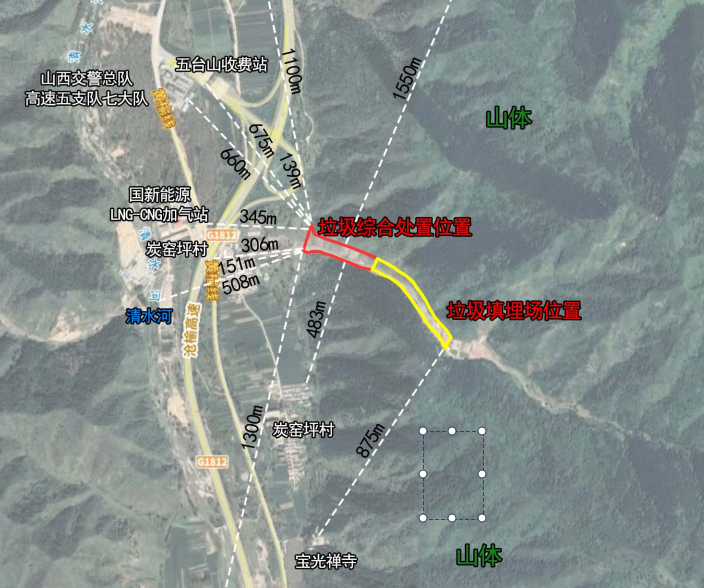 清水
五台山收费站
山西交警总队
高速五支队七大队
1100m
1550m
山体
675m
139m
660m
国新能源
LNG-CNG加气站
345m
垃圾综合处置位置
G1812
炭窑坪村
306m
151m
508m
清水河
沧榆高速
垃圾填埋场位置
483m
1300m
炭窑坪村
875m
G1812
宝光禅寺
山体